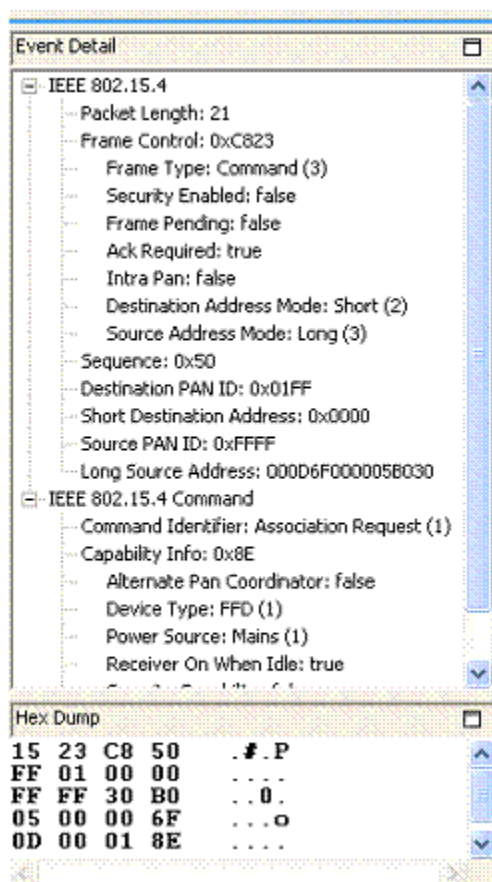 Event Detail
IEEE 802.15.4
Packet Length: 21
Frame Control: 0xC823
Frame Type: Command (3)
Security Enabled: false
Frame Pending: false
Ack Required: true
Intra Pan: false
Destination Address Mode: Short (2)
Source Address Mode: Long (3)
Sequence: 0x50
Destination PAN ID: 0x01FF
Short Destination Address: 0x0000
Source PAN ID: 0xFFFF
Long Source Address: 000D6F000005B030
IEEE 802.15.4 Command
Command Identifier: Association Request (1)
Capability Info: 0x8E
Alternate Pan Coordinator: false
Device Type: FFD (1)
Power Source: Mains (1)
Receiver On When Idle: true
Hex Dump
15 23 C8 50 .#.P
FF 01 00 00 ....
FF FF 30 B0 ..0.
05 00 00 6F ...o
0D 00 01 8E ....